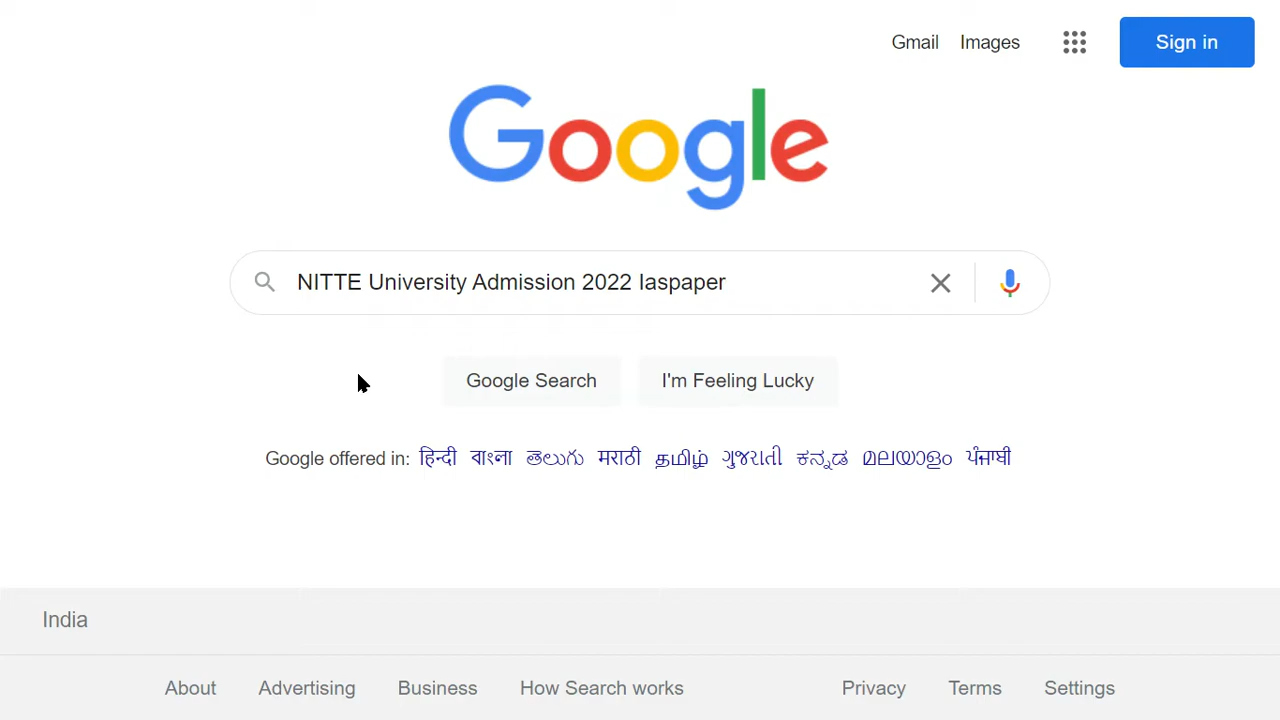 Gmail Images Sign in
Google
NITTE University Admission 2022 Iaspaper
Google Search I'm Feeling Lucky
Google offered in: हिन्दी বাংলা తెలుగు मराठी தமிழ் ગુજરાતી ಕನ್ನಡ മലയാളം ਪੰਜਾਬੀ
India
About Advertising Business How Search works Privacy Terms Settings